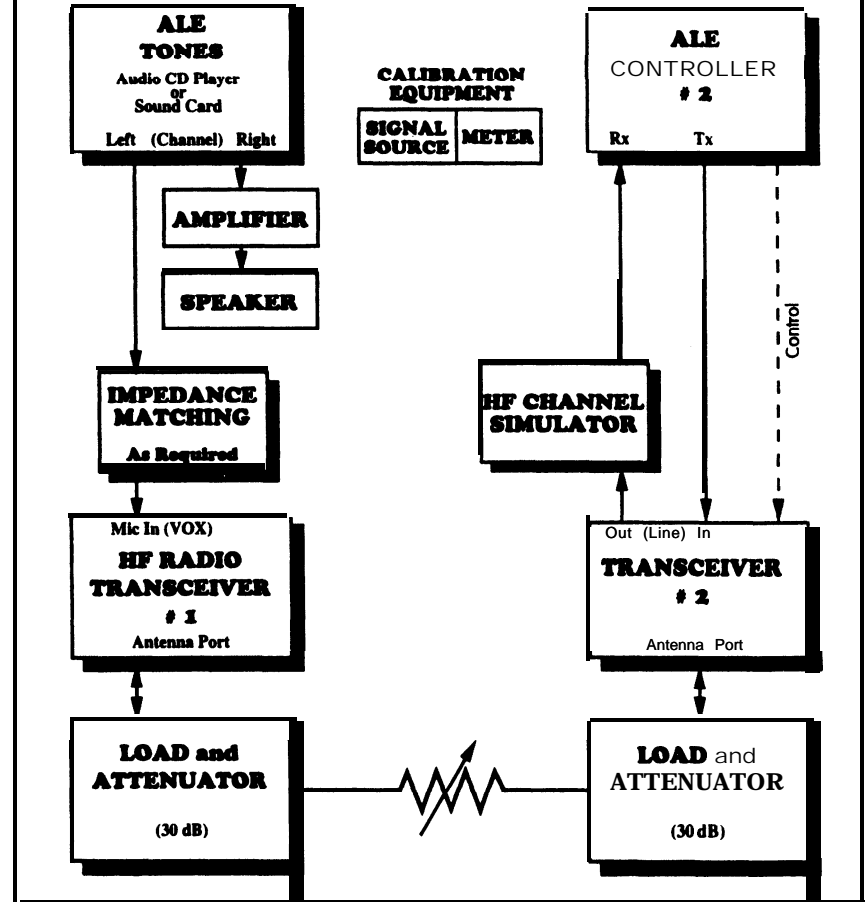 ALE
TONES
Audio CD Player
or
Sound Card
Left (Channel) Right
AMPLIFIER
SPEAKER
IMPEDANCE
MATCHING
As Required
Mic In (VOX)
HF RADIO
TRANSCEIVER
# 1
Antenna Port
LOAD and
ATTENUATOR
(30 dB)
CALIBRATION
EQUIPMENT
SIGNAL
SOURCE
METER
ALE
CONTROLLER
# 2
Rx Tx
Control
HF CHANNEL
SIMULATOR
Out (Line) In
TRANSCEIVER
# 2
Antenna Port
LOAD and
ATTENUATOR
(30 dB)